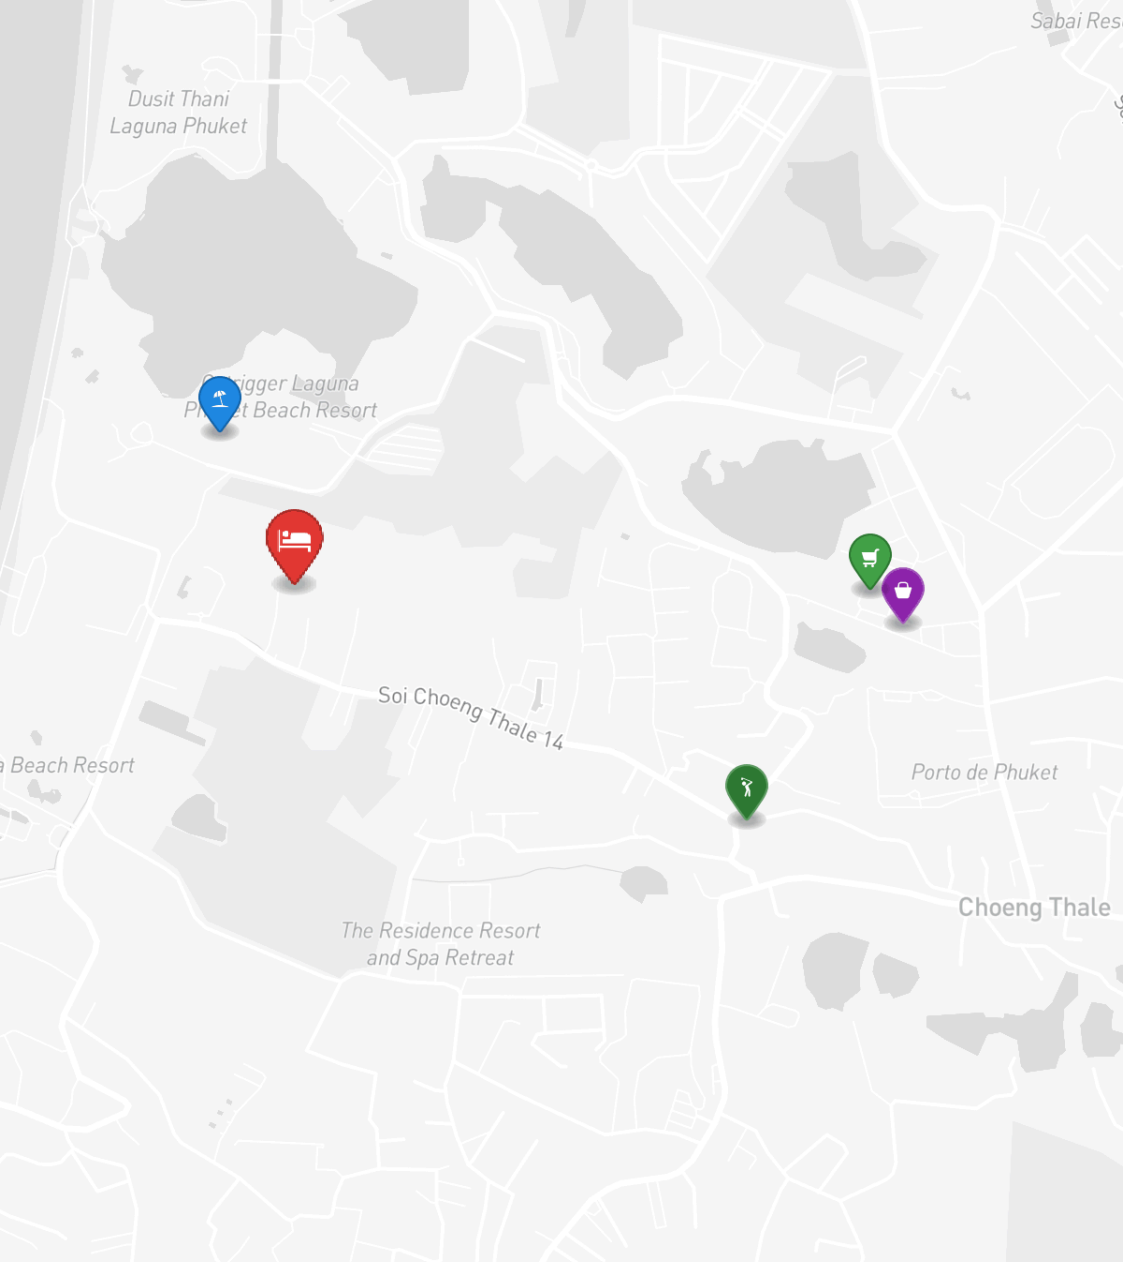 Sabai Res
Dusit Thani
Laguna Phuket
Laguna
Beach Resort
Soi Choeng Thale 14
a Beach Resort
Porto de Phuket
Choeng Thale
The Residence Resort
and Spa Retreat